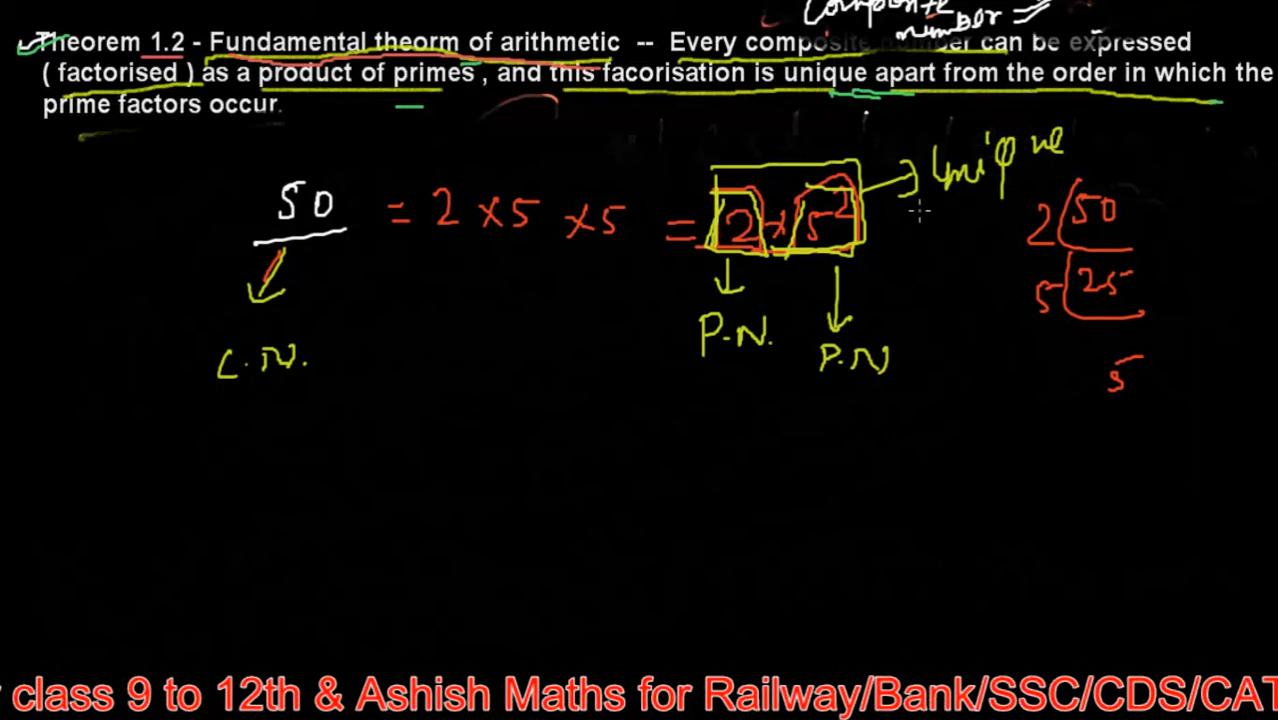 Composite
number
Theorem 1.2 - Fundamental theorm of arithmetic -- Every composite number can be expressed
( factorised ) as a product of primes , and this facorisation is unique apart from the order in which the
prime factors occur.
50 = 2 × 5 × 5 = 2 × 5² → unique
2 50
5 25
5
C.N.
P.N.
P.N
class 9 to 12th & Ashish Maths for Railway/Bank/SSC/CDS/CAT